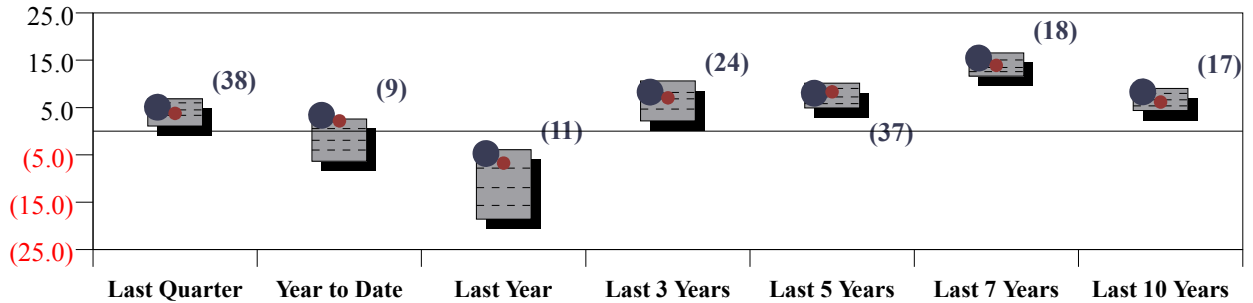 25.0
15.0
5.0
(5.0)
(15.0)
(25.0)
(38)
(9)
(11)
(24)
(37)
(18)
(17)
Last Quarter
Year to Date
Last Year
Last 3 Years
Last 5 Years
Last 7 Years
Last 10 Years